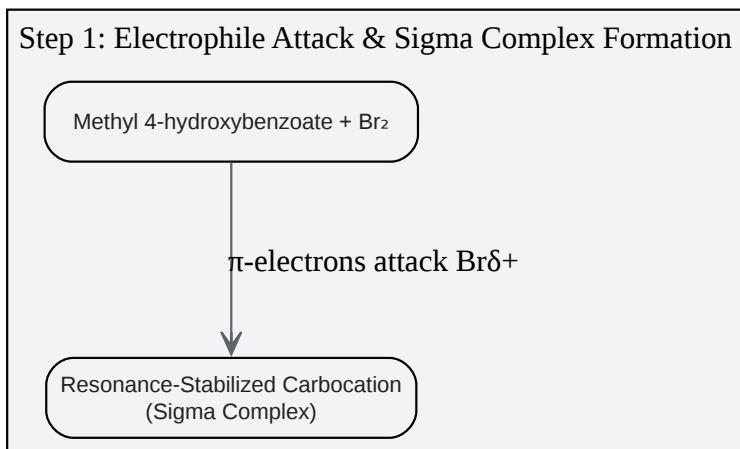 Step 1: Electrophile Attack & Sigma Complex Formation
Methyl 4-hydroxybenzoate + Br₂
π-electrons attack Brδ+
Resonance-Stabilized Carbocation
(Sigma Complex)